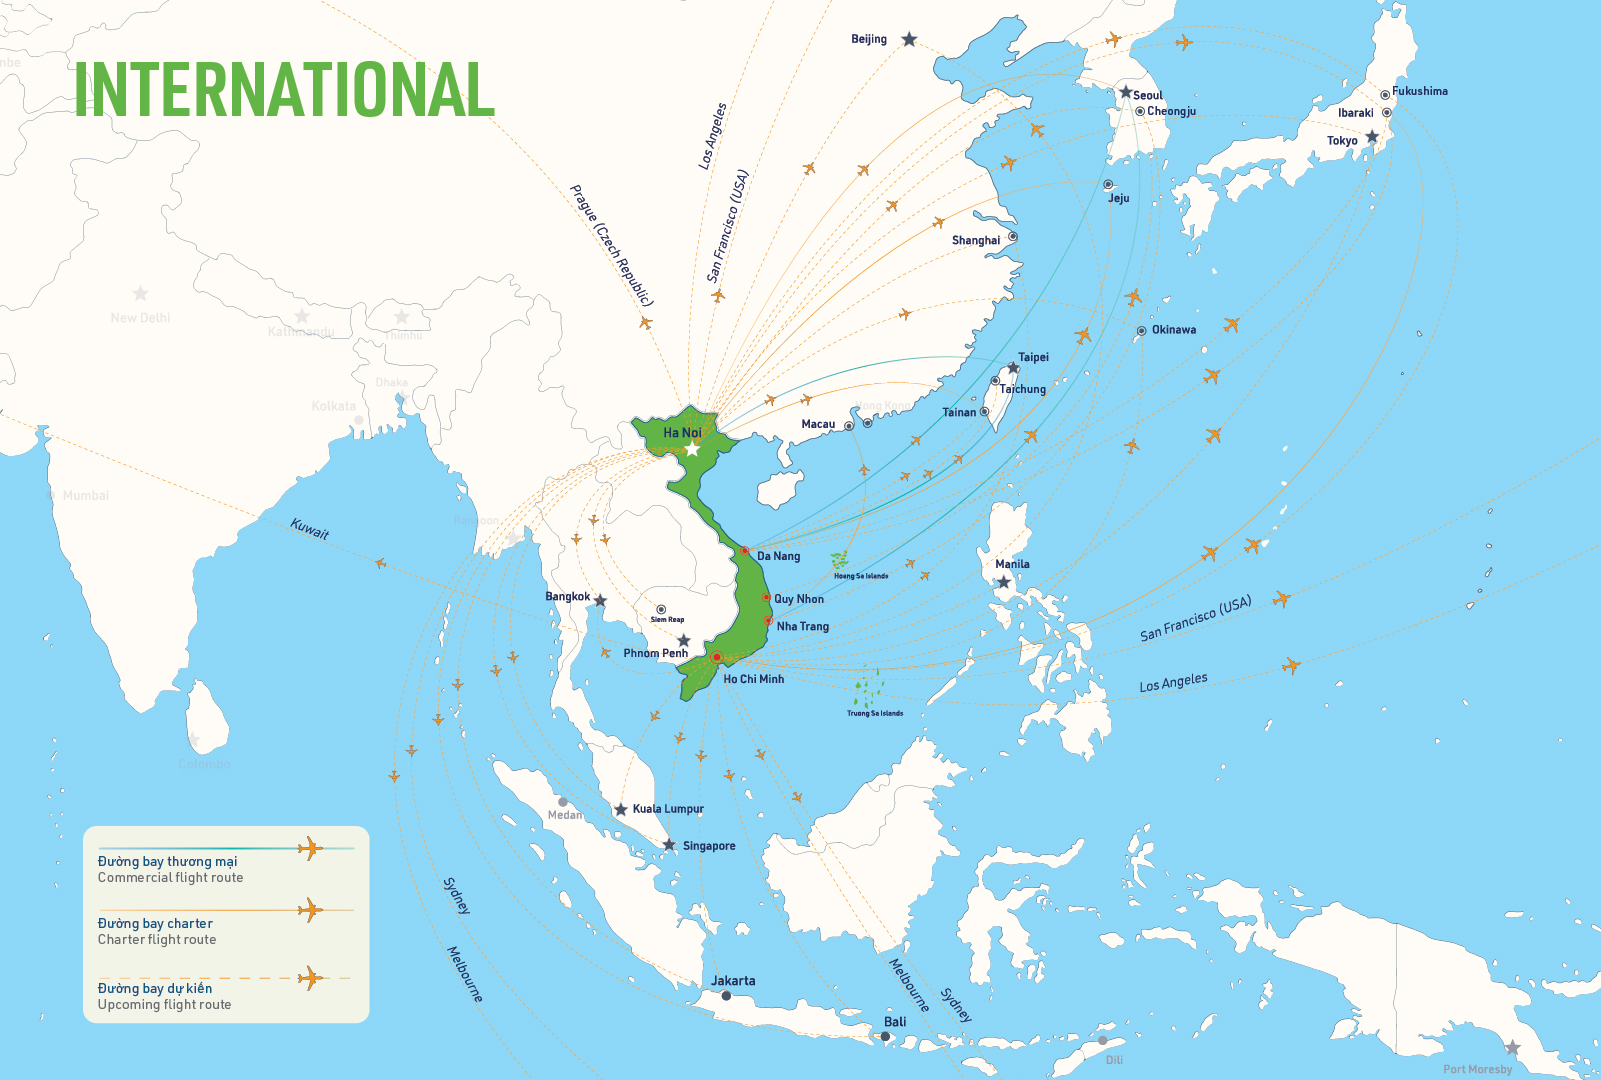 INTERNATIONAL
Beijing
Seoul
Cheongju
Fukushima
Ibaraki
Tokyo
Jeju
Shanghai
Los Angeles
San Francisco (USA)
Prague (Czech Republic)
New Delhi
Kathmandu
Thimhu
Dhaka
Kolkata
Okinawa
Taipei
Taichung
Tainan
Hong Kong
Macau
Ha Noi
Mumbai
Rangoon
Kuwait
Da Nang
Hoang Sa Islands
Manila
Bangkok
Siem Reap
Quy Nhon
Nha Trang
Phnom Penh
Ho Chi Minh
San Francisco (USA)
Los Angeles
Truong Sa Islands
Colombo
Medan
Kuala Lumpur
Singapore
Đường bay thương mại
Commercial flight route
Đường bay charter
Charter flight route
Đường bay dự kiến
Upcoming flight route
Sydney
Melbourne
Jakarta
Bali
Melbourne
Sydney
Dili
Port Moresby